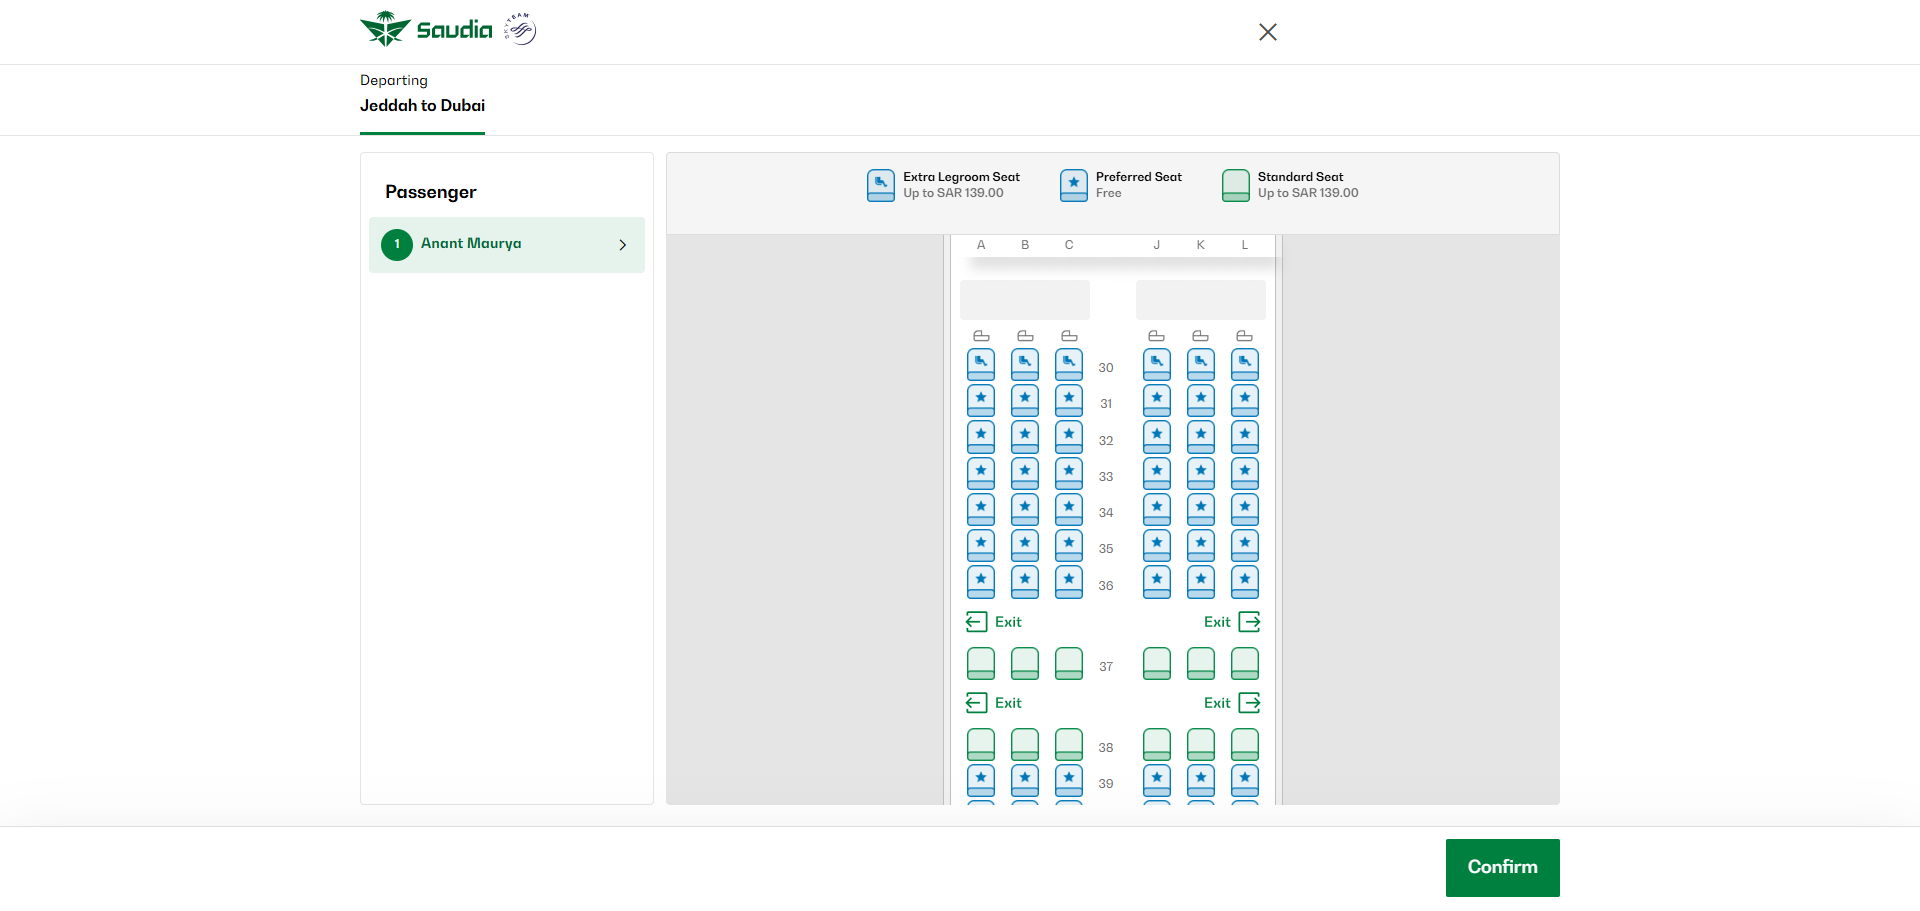 Saudia
SKYTEAM
Departing
Jeddah to Dubai
Passenger
1 Anant Maurya
Extra Legroom Seat
Up to SAR 139.00
Preferred Seat
Free
Standard Seat
Up to SAR 139.00
A B C J K L
30
31
32
33
34
35
36
Exit Exit
37
Exit Exit
38
39
Confirm